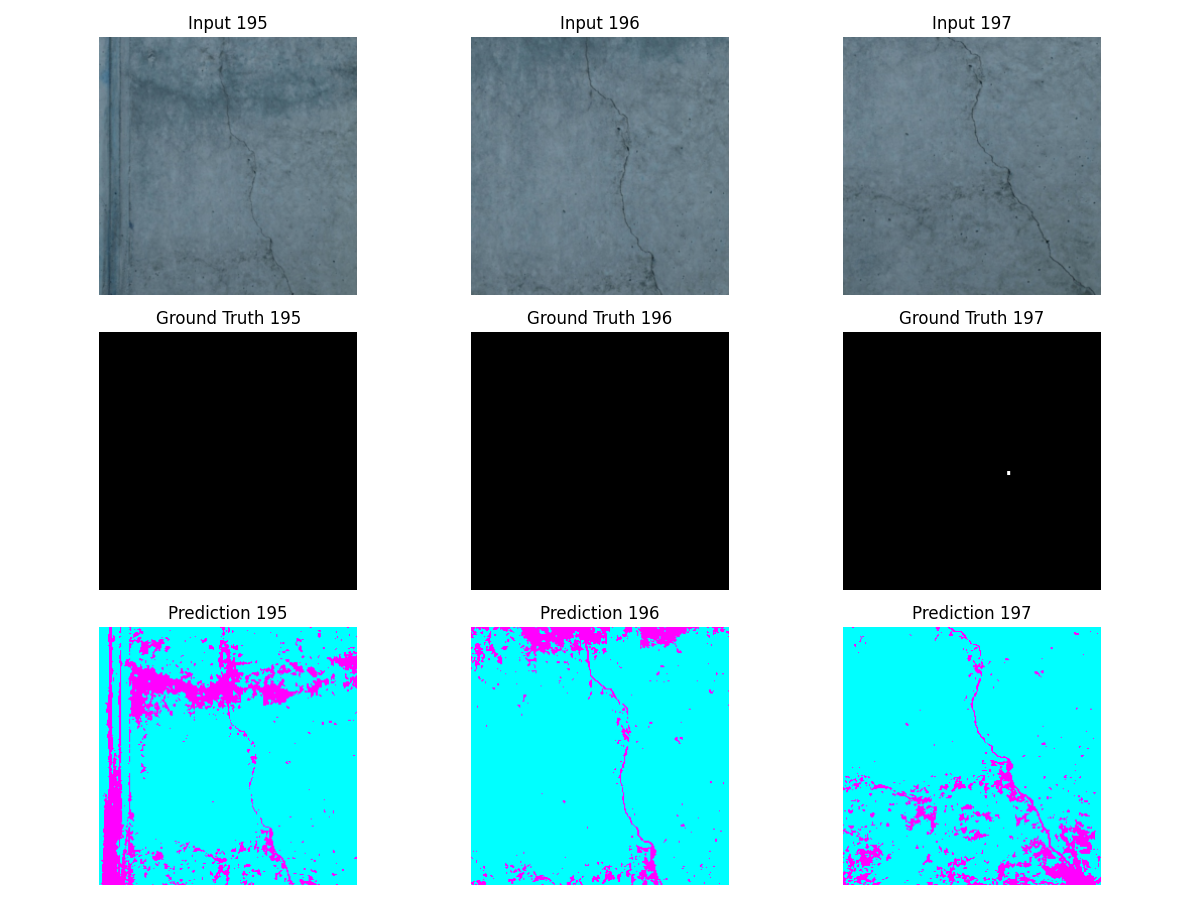 Input 195
Input 196
Input 197
Ground Truth 195
Ground Truth 196
Ground Truth 197
Prediction 195
Prediction 196
Prediction 197